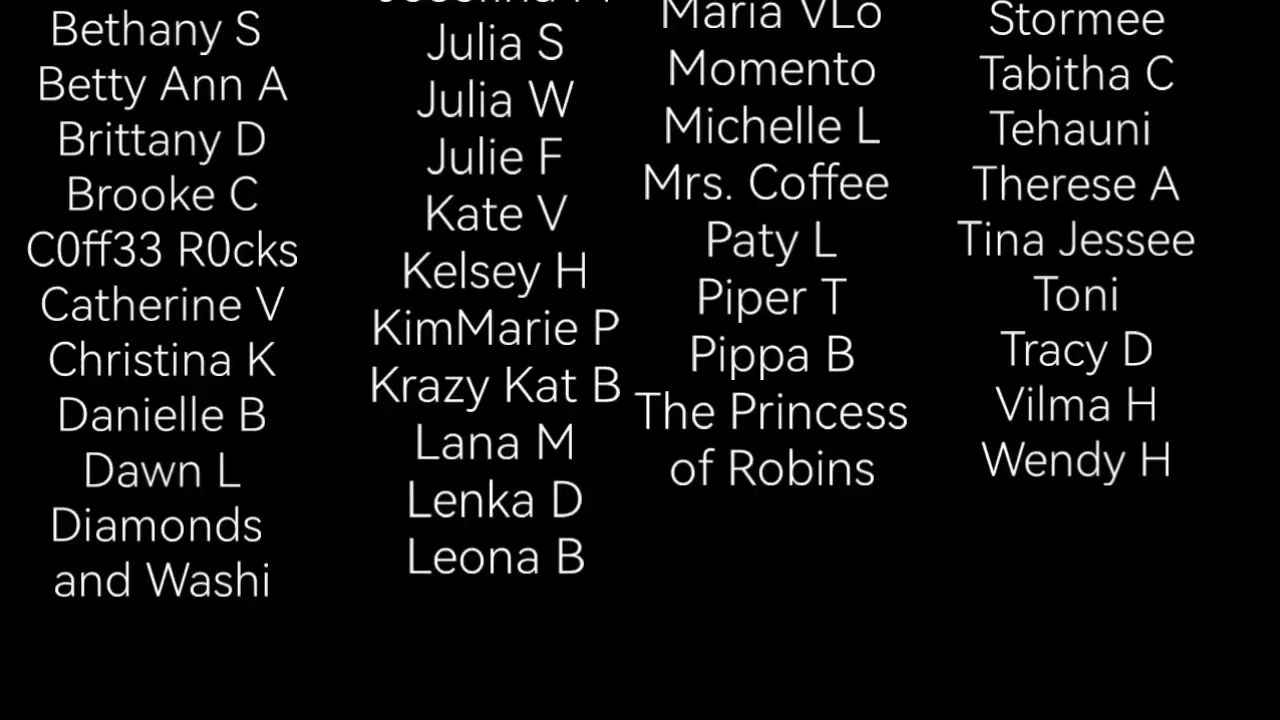 Bethany S
Betty Ann A
Brittany D
Brooke C
C0ff33 R0cks
Catherine V
Christina K
Danielle B
Dawn L
Diamonds
and Washi
Julia S
Julia W
Julie F
Kate V
Kelsey H
KimMarie P
Krazy Kat B
Lana M
Lenka D
Leona B
Maria VLo
Momento
Michelle L
Mrs. Coffee
Paty L
Piper T
Pippa B
The Princess
of Robins
Stormee
Tabitha C
Tehauni
Therese A
Tina Jessee
Toni
Tracy D
Vilma H
Wendy H